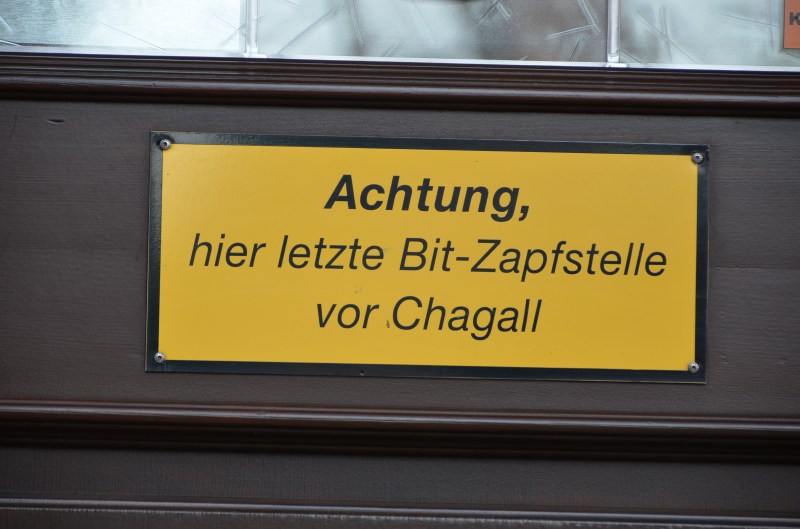 Achtung,
hier letzte Bit-Zapfstelle
vor Chagall